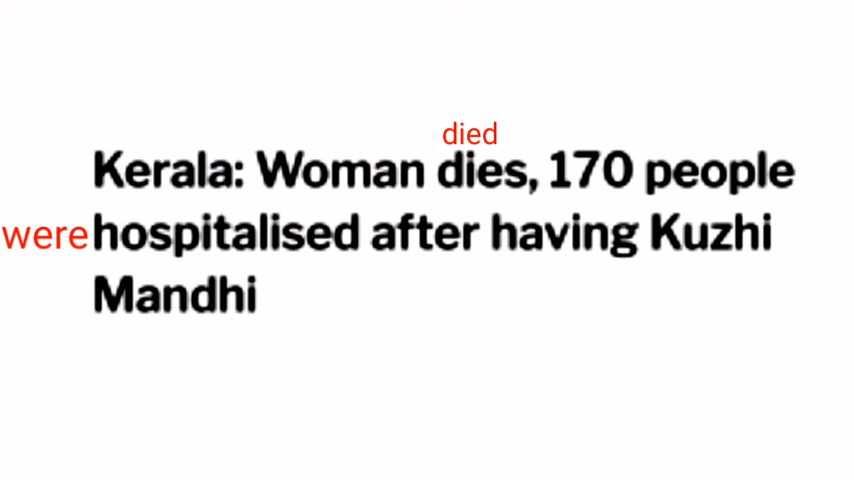 died
Kerala: Woman dies, 170 people
were hospitalised after having Kuzhi
Mandhi